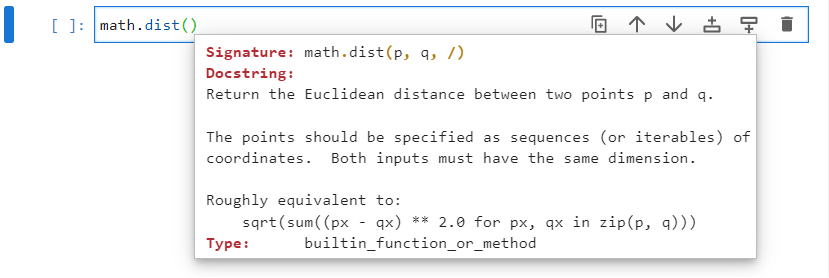 [ ]: math.dist()
Signature: math.dist(p, q, /)
Docstring:
Return the Euclidean distance between two points p and q.
The points should be specified as sequences (or iterables) of
coordinates.  Both inputs must have the same dimension.
Roughly equivalent to:
    sqrt(sum((px - qx) ** 2.0 for px, qx in zip(p, q)))
Type:      builtin_function_or_method